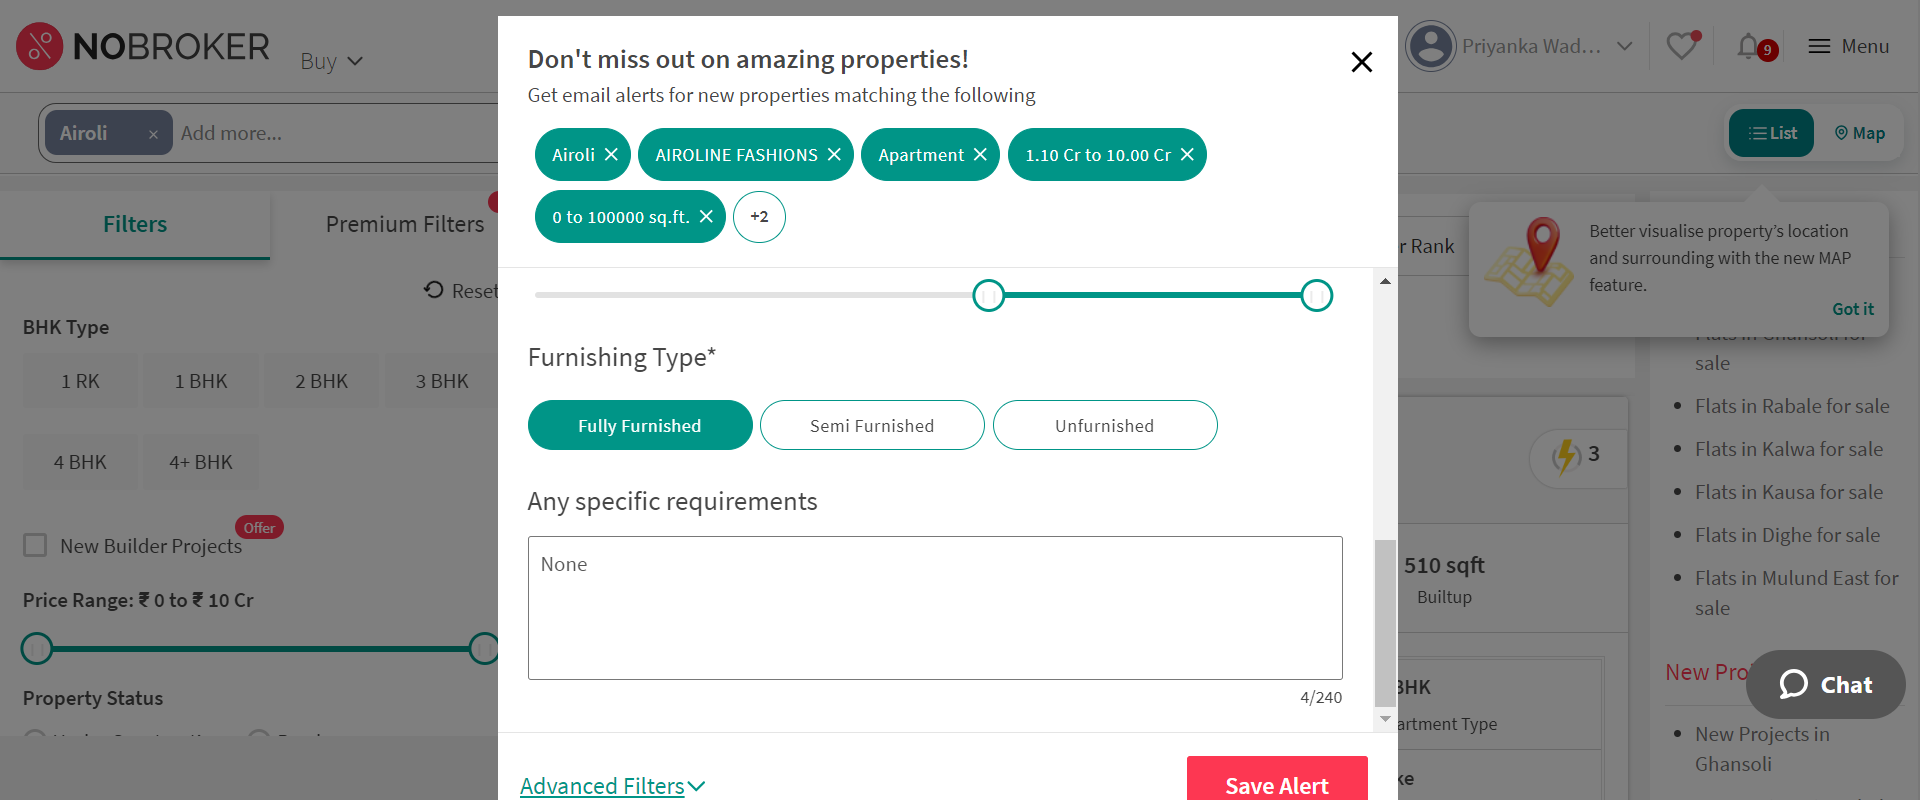 NOBROKER
Buy
Priyanka Wad...
9
Menu
Airoli ×
Add more...
List
Map
Filters
Premium Filters
Reset
BHK Type
1 RK
1 BHK
2 BHK
3 BHK
4 BHK
4+ BHK
New Builder Projects
Offer
Price Range: ₹ 0 to ₹ 10 Cr
Property Status
Don't miss out on amazing properties!
Get email alerts for new properties matching the following
Airoli
AIROLINE FASHIONS
Apartment
1.10 Cr to 10.00 Cr
0 to 100000 sq.ft.
+2
Furnishing Type*
Fully Furnished
Semi Furnished
Unfurnished
Any specific requirements
None
4/240
Advanced Filters
Save Alert
r Rank
Better visualise property's location
and surrounding with the new MAP
feature.
Got it
3
510 sqft
Builtup
BHK
artment Type
ke
Flats in Ghansoli for
sale
Flats in Rabale for sale
Flats in Kalwa for sale
Flats in Kausa for sale
Flats in Dighe for sale
Flats in Mulund East for
sale
New Pro
Chat
New Projects in
Ghansoli